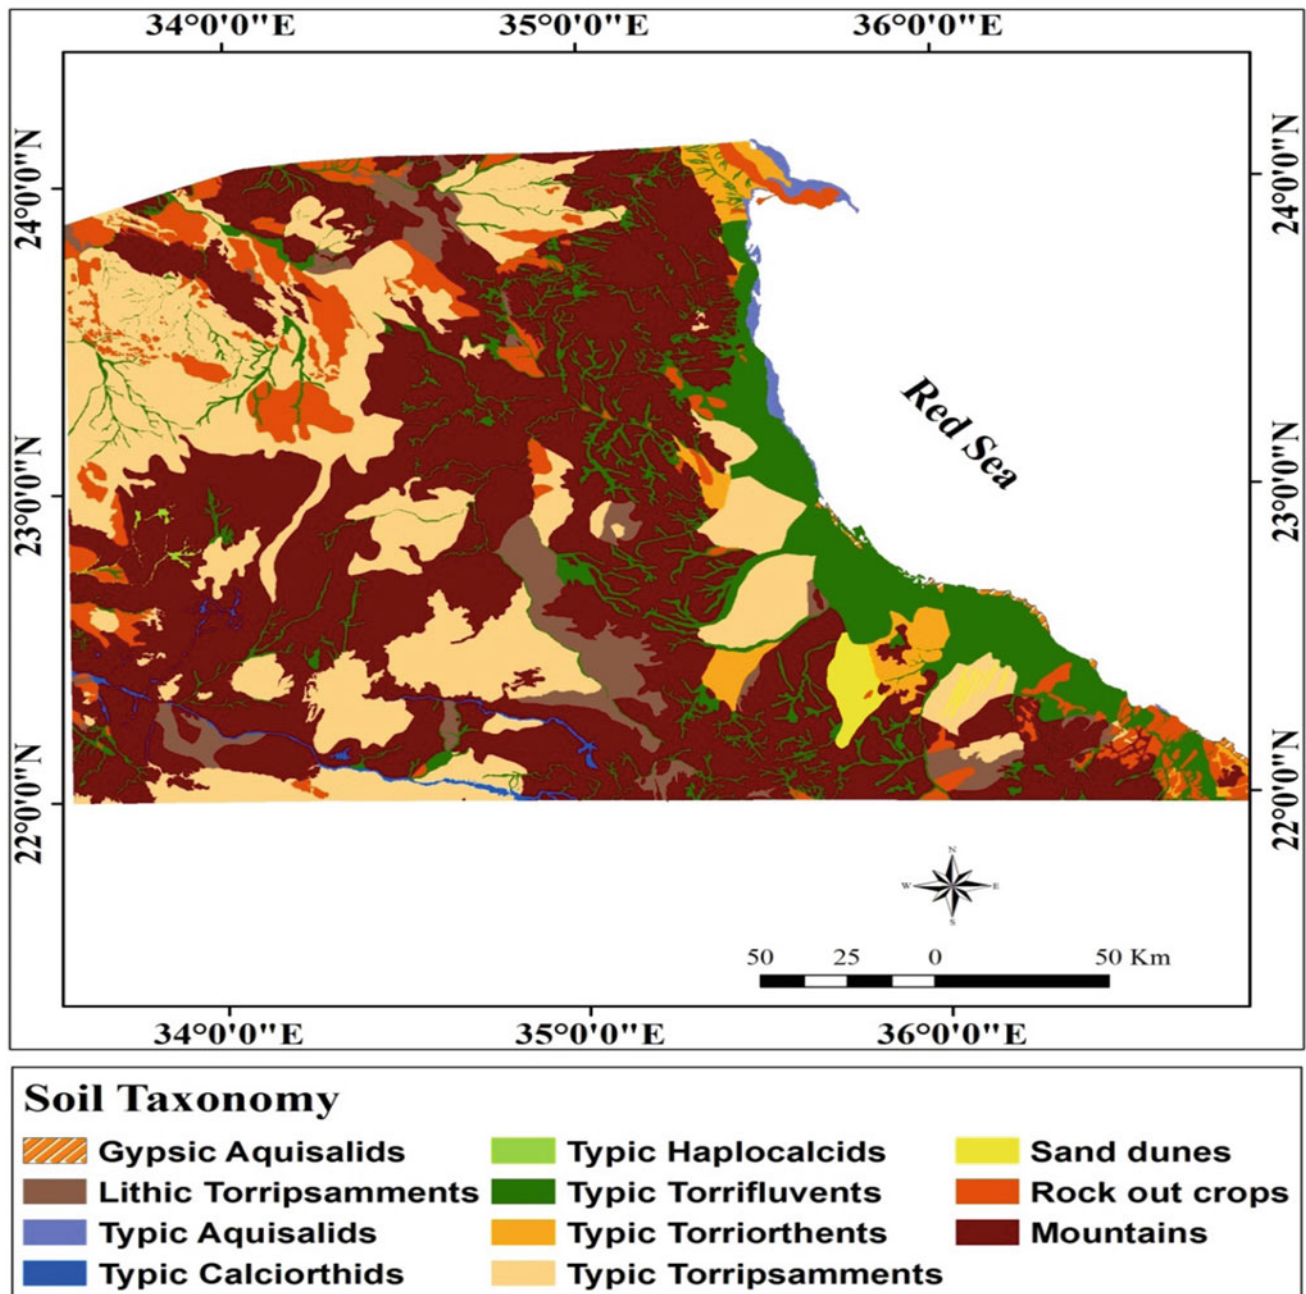 34°0'0"E 35°0'0"E 36°0'0"E
24°0'0"N 24°0'0"N
Red Sea
23°0'0"N 23°0'0"N
22°0'0"N 22°0'0"N
N
W E
S
50 25 0 50 Km
34°0'0"E 35°0'0"E 36°0'0"E
Soil Taxonomy
Gypsic Aquisalids
Lithic Torripsamments
Typic Aquisalids
Typic Calciorthids
Typic Haplocalcids
Typic Torrifluvents
Typic Torriorthents
Typic Torripsamments
Sand dunes
Rock out crops
Mountains